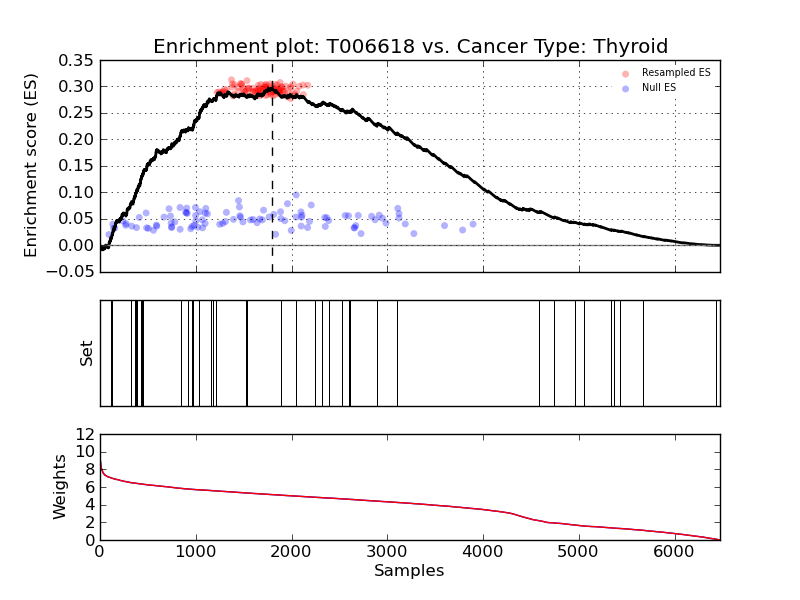 Enrichment plot: T006618 vs. Cancer Type: Thyroid
Enrichment score (ES)
0.35
0.30
0.25
0.20
0.15
0.10
0.05
0.00
−0.05
Resampled ES
Null ES
Set
Weights
12
10
8
6
4
2
0
0 1000 2000 3000 4000 5000 6000
Samples